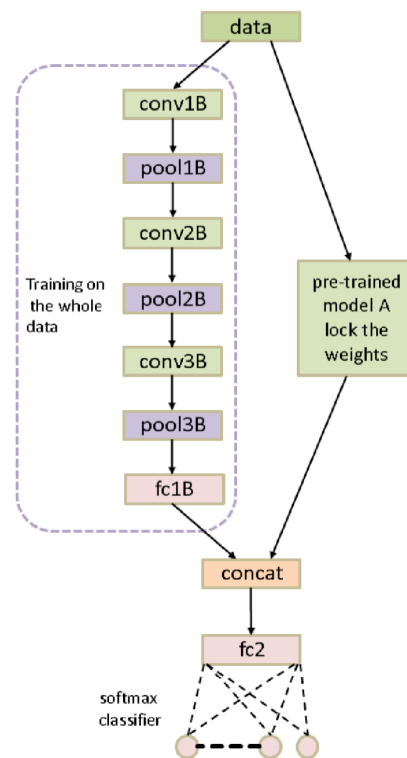 data
conv1B
pool1B
conv2B
pool2B
conv3B
pool3B
fc1B
Training on
the whole
data
pre-trained
model A
lock the
weights
concat
fc2
softmax
classifier